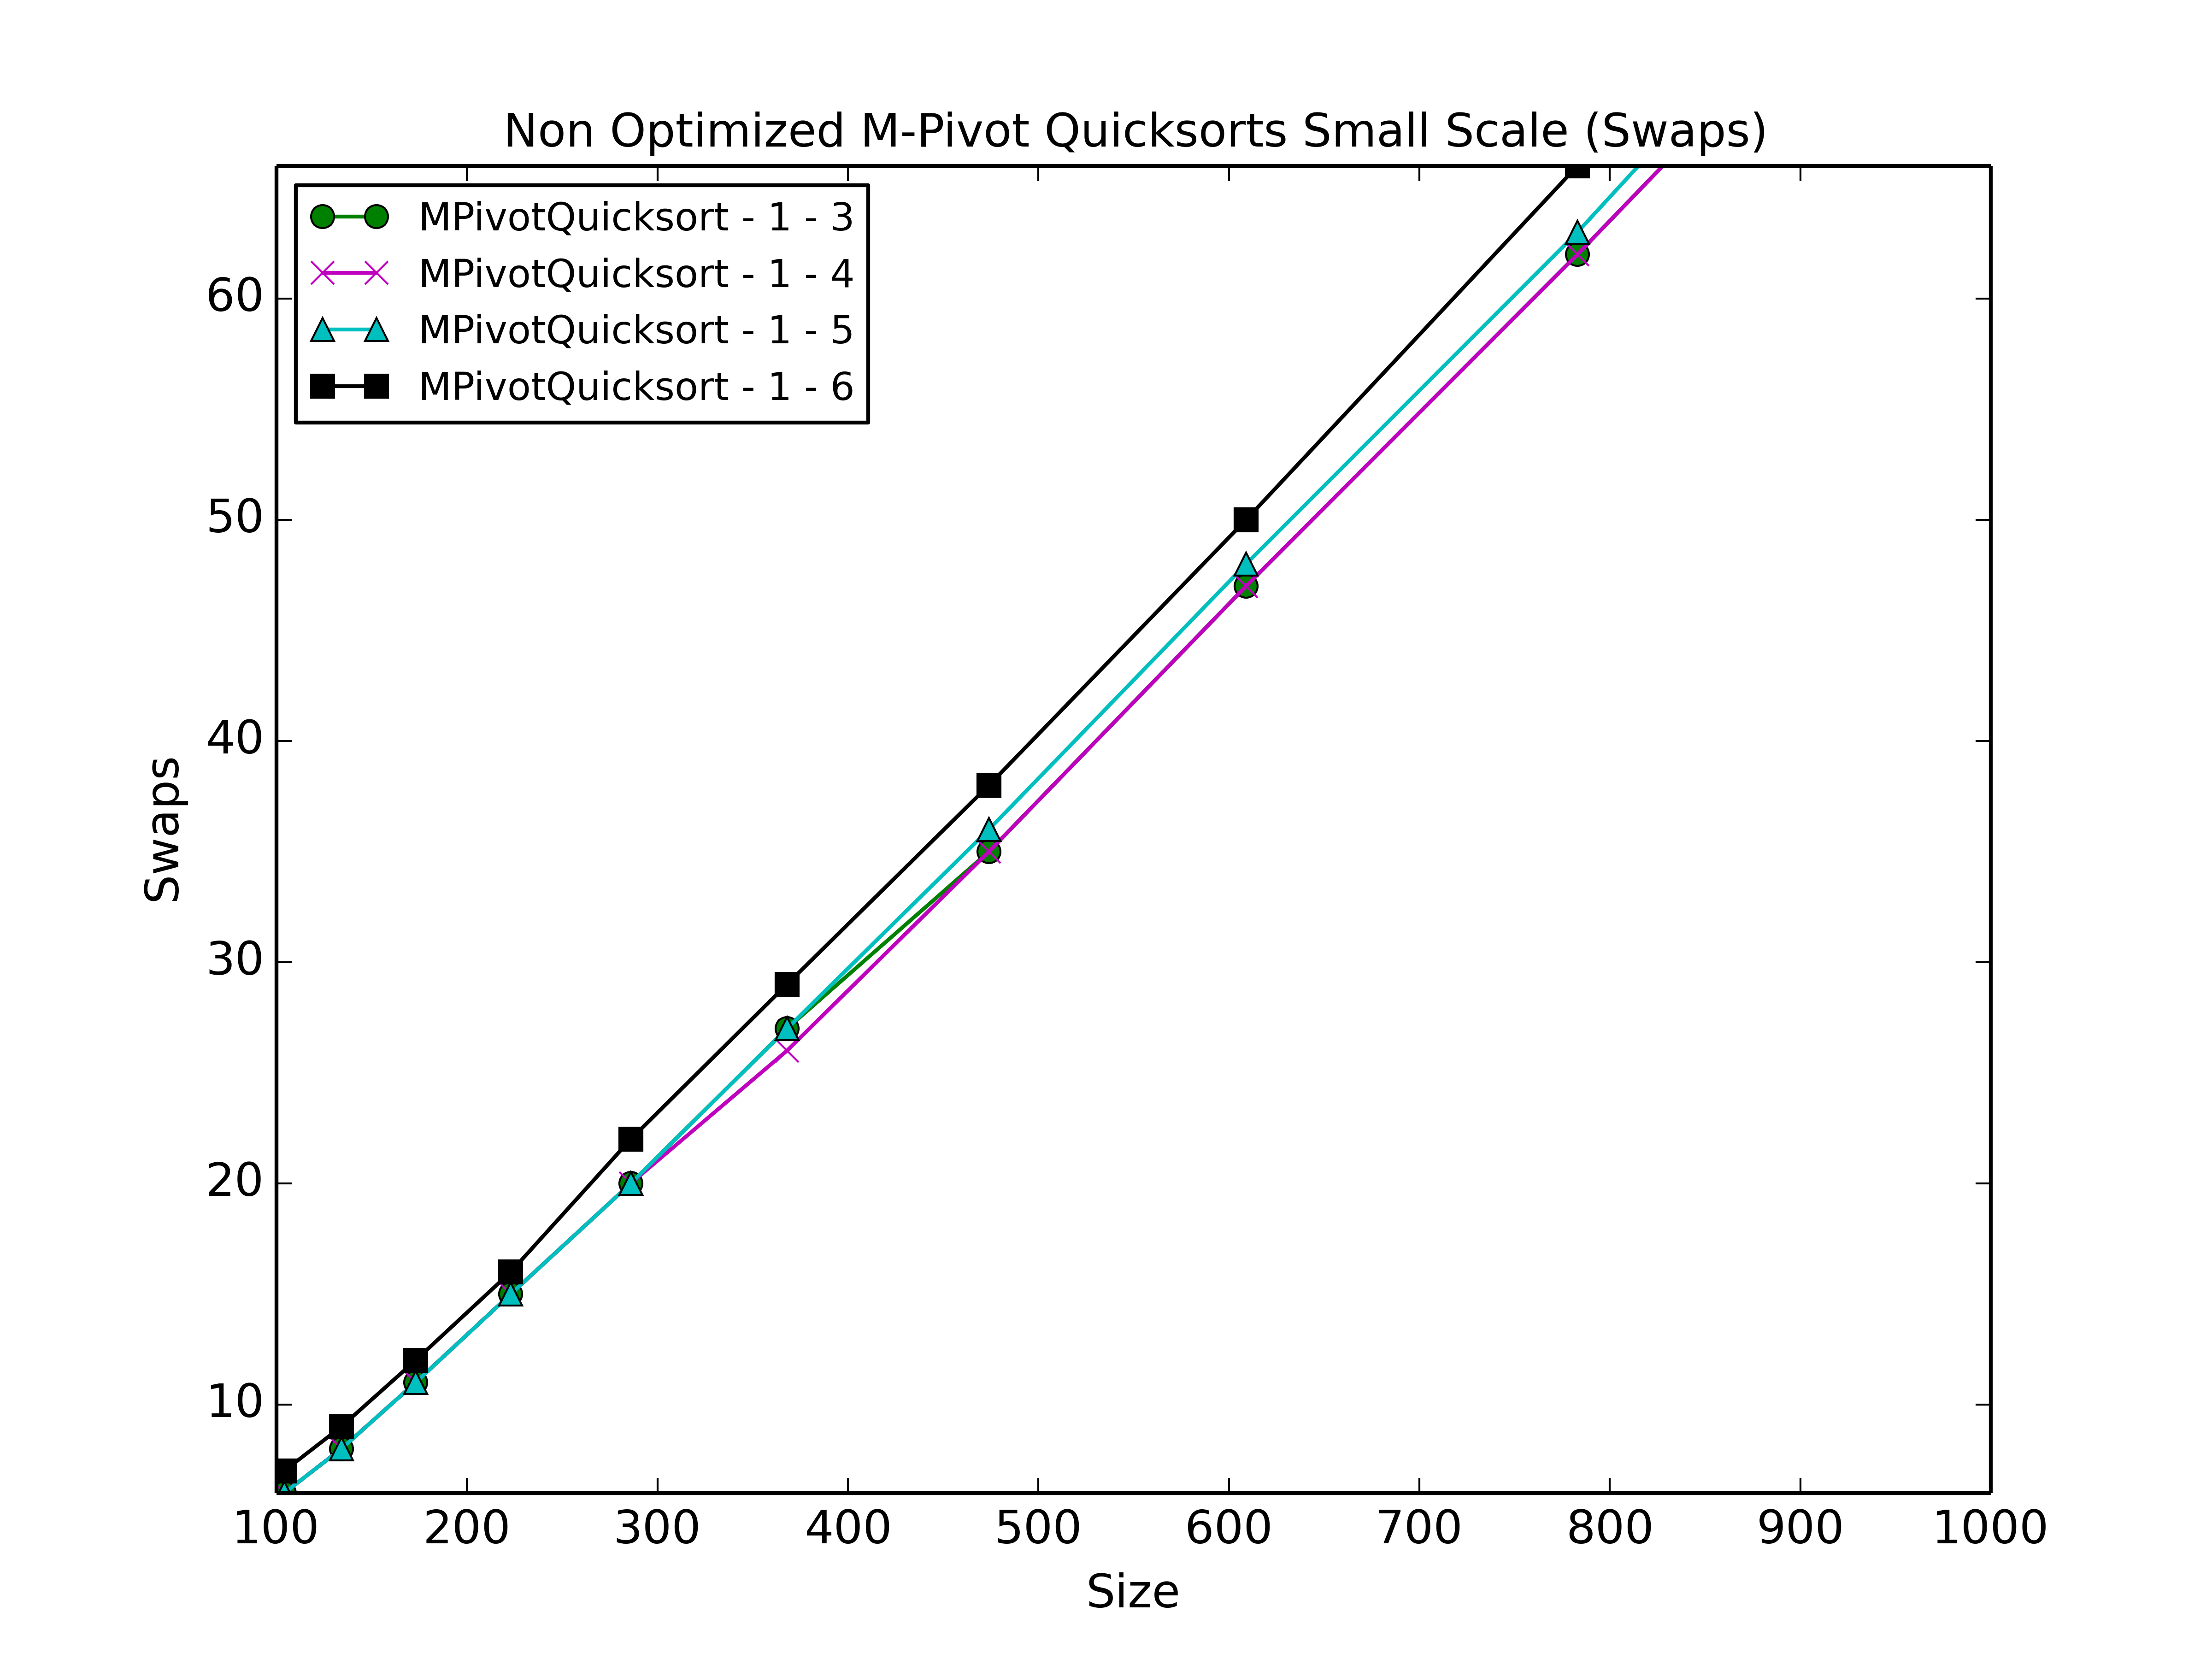 Non Optimized M-Pivot Quicksorts Small Scale (Swaps)
MPivotQuicksort - 1 - 3
MPivotQuicksort - 1 - 4
MPivotQuicksort - 1 - 5
MPivotQuicksort - 1 - 6
60
50
40
30
20
10
Swaps
100 200 300 400 500 600 700 800 900 1000
Size